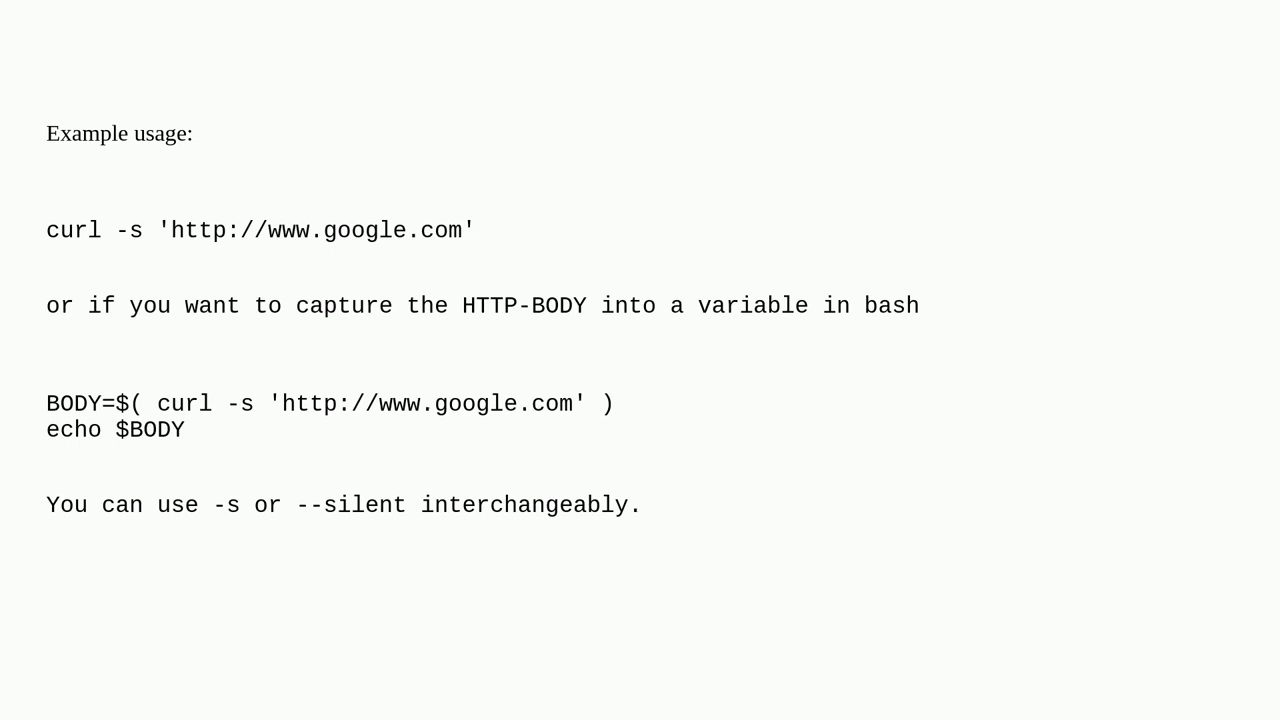 Example usage:
curl -s 'http://www.google.com'
or if you want to capture the HTTP-BODY into a variable in bash
BODY=$( curl -s 'http://www.google.com' )
echo $BODY
You can use -s or --silent interchangeably.